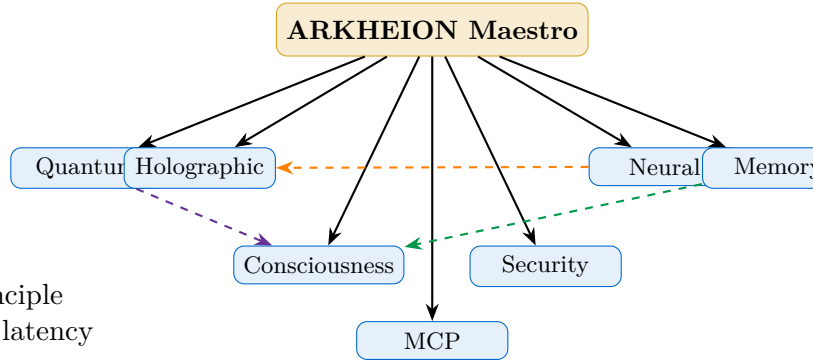 ARKHEION Maestro
Quantum
Holographic
Neural
Memory
Consciousness
Security
nciple
latency
MCP